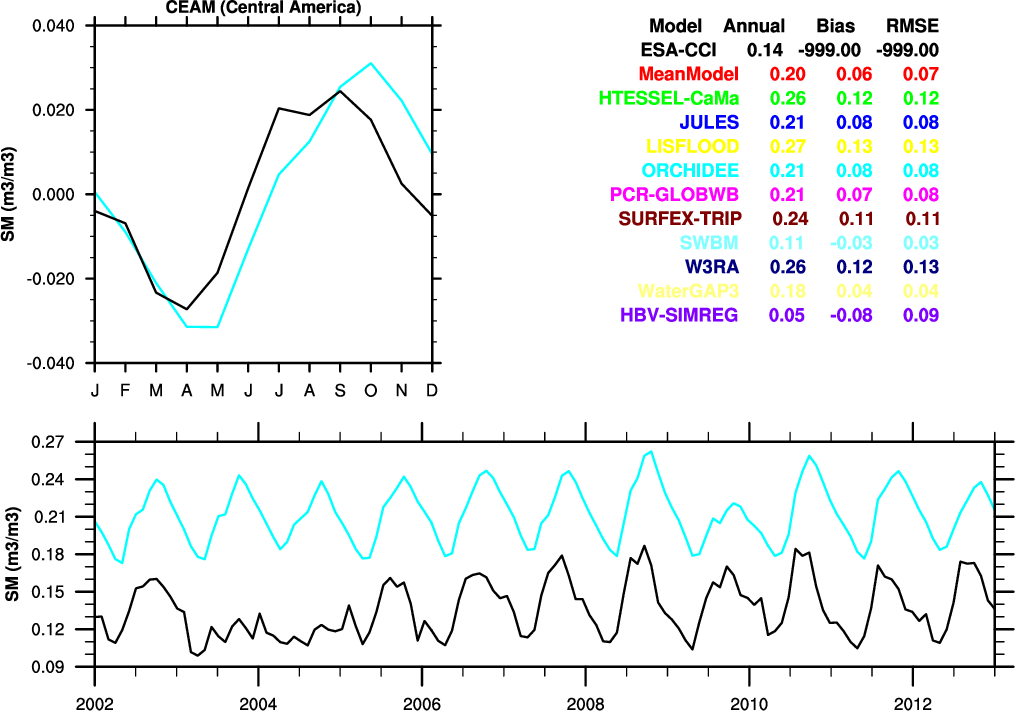 CEAM (Central America)
0.040
0.020
0.000
-0.020
-0.040
SM (m3/m3)
J F M A M J J A S O N D
Model Annual Bias RMSE
ESA-CCI 0.14 -999.00 -999.00
MeanModel 0.20 0.06 0.07
HTESSEL-CaMa 0.26 0.12 0.12
JULES 0.21 0.08 0.08
LISFLOOD 0.27 0.13 0.13
ORCHIDEE 0.21 0.08 0.08
PCR-GLOBWB 0.21 0.07 0.08
SURFEX-TRIP 0.24 0.11 0.11
SWBM 0.11 -0.03 0.03
W3RA 0.26 0.12 0.13
WaterGAP3 0.18 0.04 0.04
HBV-SIMREG 0.05 -0.08 0.09
0.27
0.24
0.21
0.18
0.15
0.12
0.09
SM (m3/m3)
2002 2004 2006 2008 2010 2012